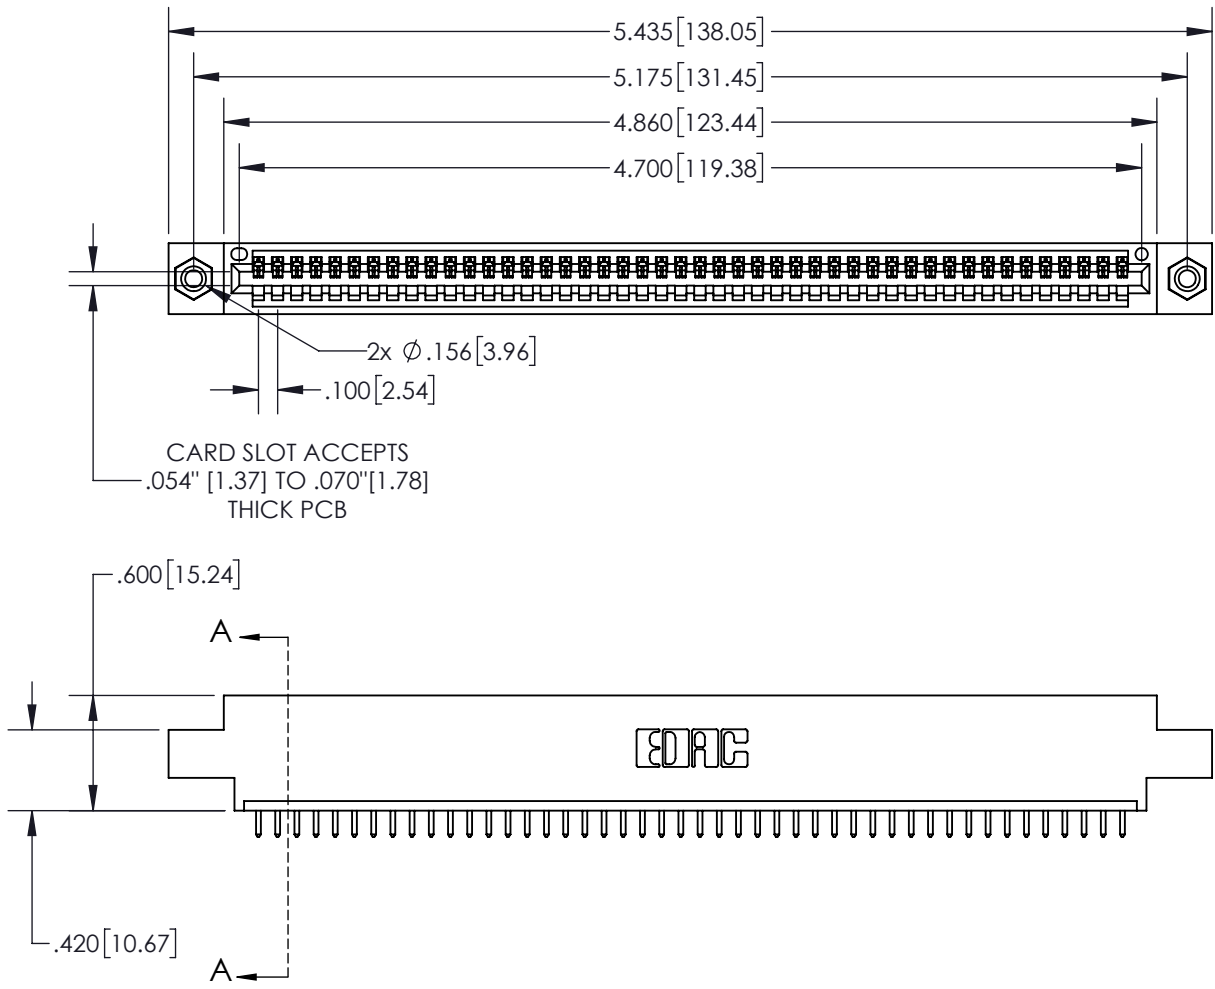 5.435[138.05]
5.175[131.45]
4.860[123.44]
4.700[119.38]
2x Ø.156[3.96]
.100[2.54]
CARD SLOT ACCEPTS
.054" [1.37] TO .070"[1.78]
THICK PCB
.600[15.24]
A
EDAC
.420[10.67]
A